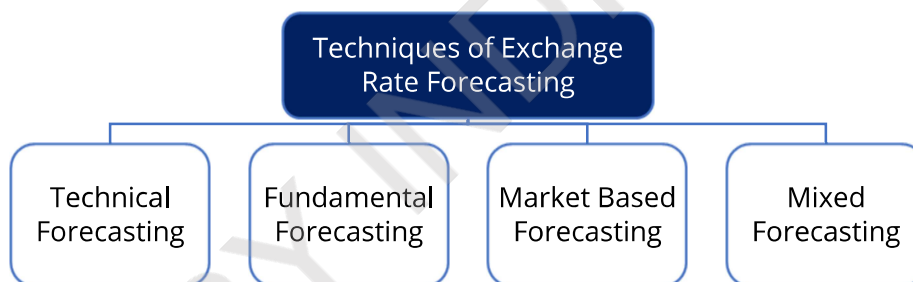 Techniques of Exchange
Rate Forecasting
Technical
Forecasting
Fundamental
Forecasting
Market Based
Forecasting
Mixed
Forecasting